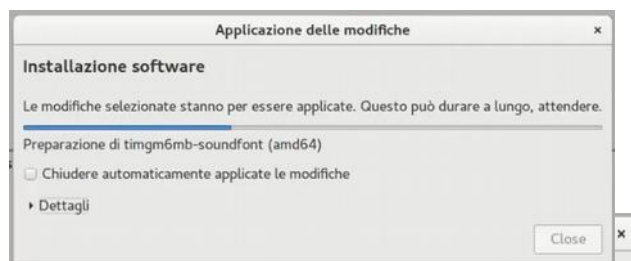 Applicazione delle modifiche
Installazione software
Le modifiche selezionate stanno per essere applicate. Questo può durare a lungo, attendere.
Preparazione di timgm6mb-soundfont (amd64)
Chiudere automaticamente applicate le modifiche
Dettagli
Close